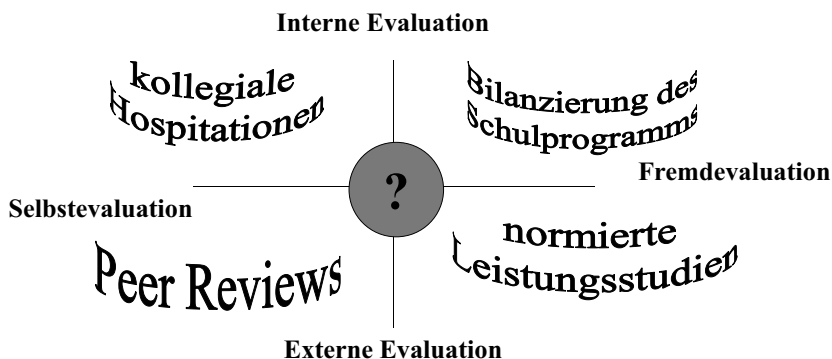 Interne Evaluation
kollegiale
Hospitationen
Bilanzierung des
Schulprogramms
Fremdevaluation
?
Selbstevaluation
Peer Reviews
normierte
Leistungsstudien
Externe Evaluation